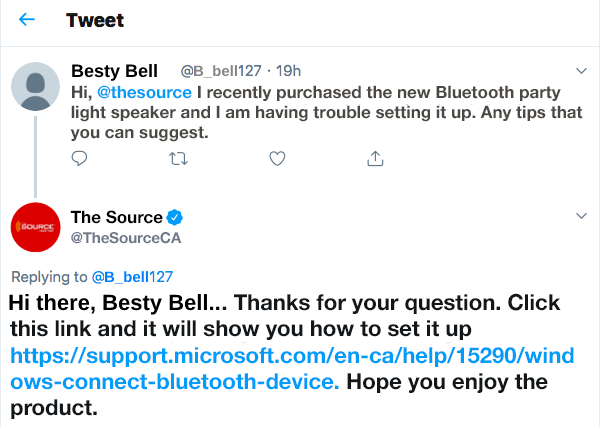 Tweet
Besty Bell @B_bell127 · 19h
Hi, @thesource I recently purchased the new Bluetooth party
light speaker and I am having trouble setting it up. Any tips that
you can suggest.
The Source
SOURCE
@TheSourceCA
Replying to @B_bell127
Hi there, Besty Bell... Thanks for your question. Click
this link and it will show you how to set it up
https://support.microsoft.com/en-ca/help/15290/wind
ows-connect-bluetooth-device. Hope you enjoy the
product.